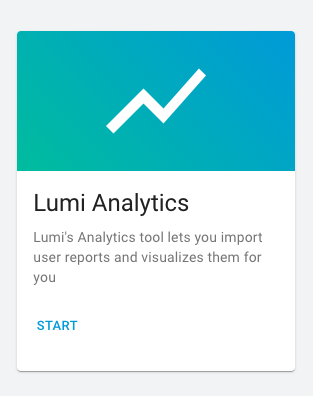 Lumi Analytics
Lumi's Analytics tool lets you import
user reports and visualizes them for
you
START